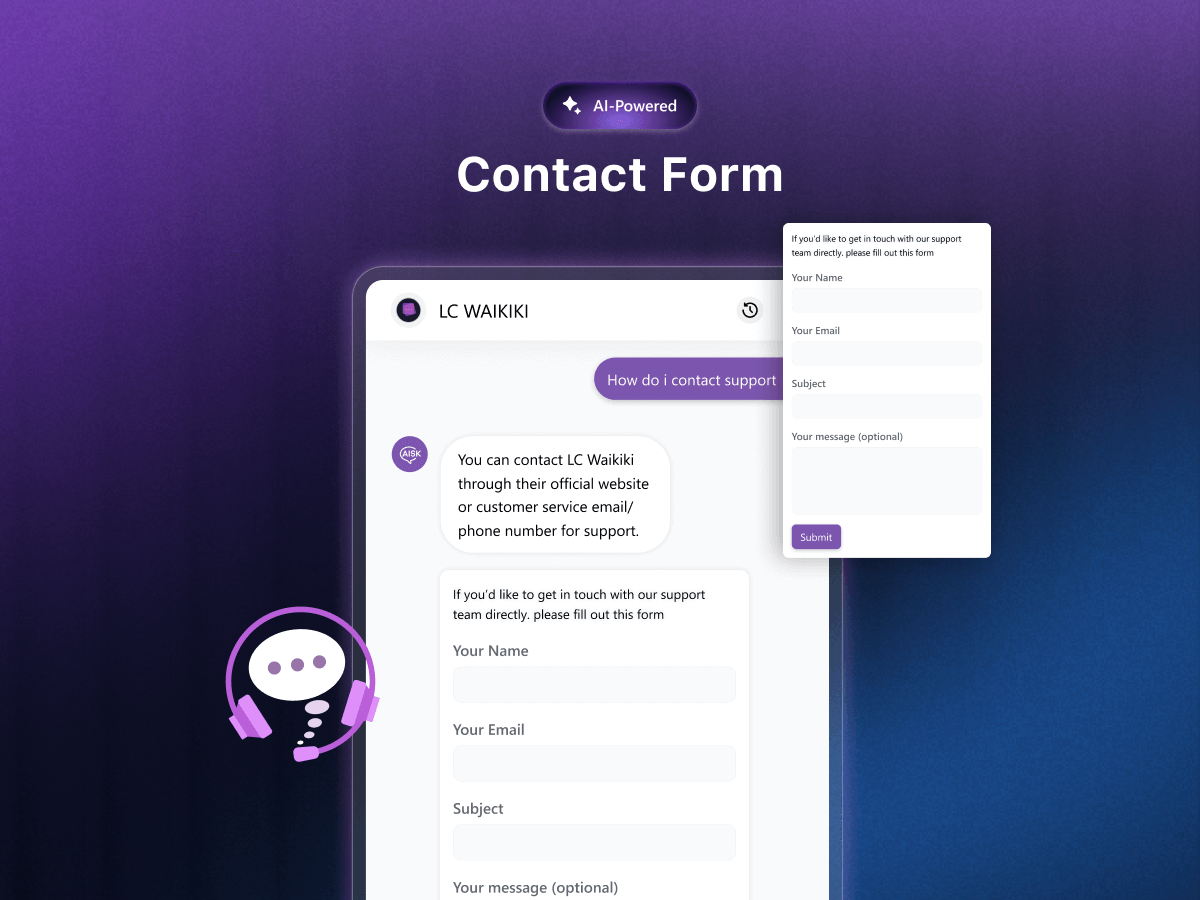 AI-Powered
Contact Form
LC WAIKIKI
How do i contact support
AISK
You can contact LC Waikiki
through their official website
or customer service email/
phone number for support.
If you’d like to get in touch with our support
team directly. please fill out this form
Your Name
Your Email
Subject
Your message (optional)
If you’d like to get in touch with our support
team directly. please fill out this form
Your Name
Your Email
Subject
Your message (optional)
Submit